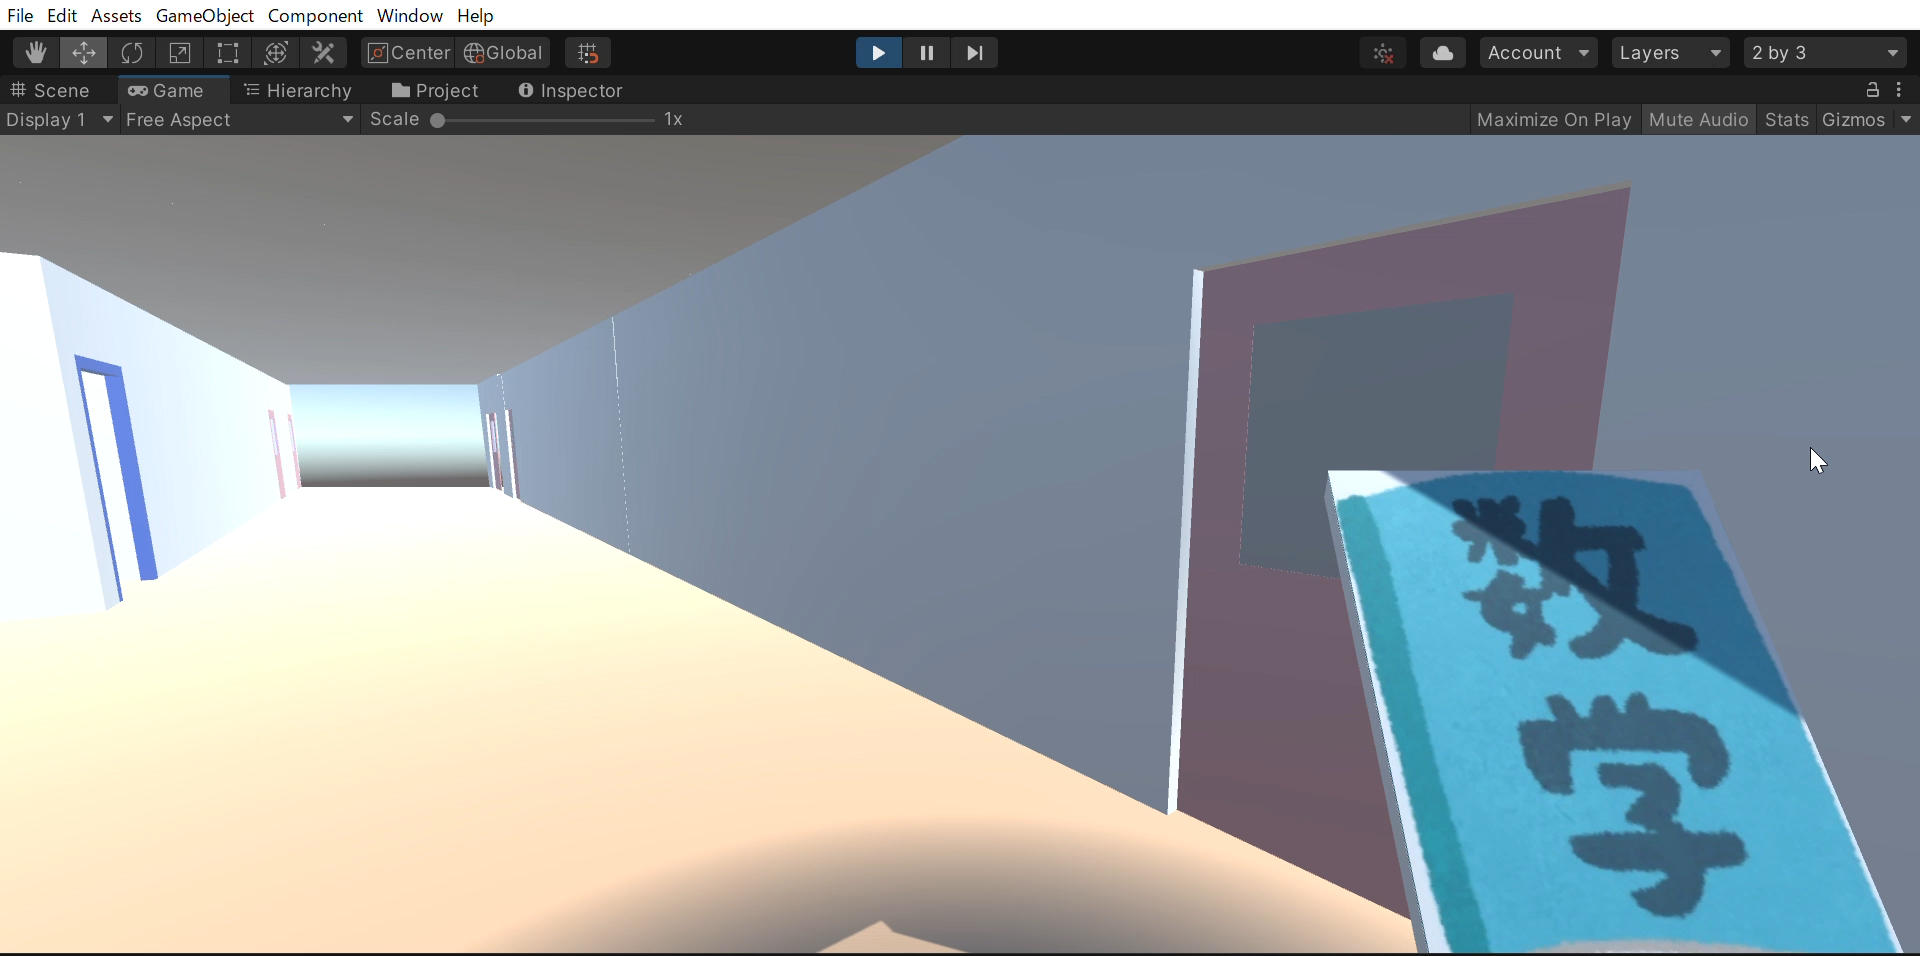 File Edit Assets GameObject Component Window Help
Center Global Account Layers 2 by 3
Scene Game Hierarchy Project Inspector
Display 1 Free Aspect Scale 1x Maximize On Play Mute Audio Stats Gizmos
数
学